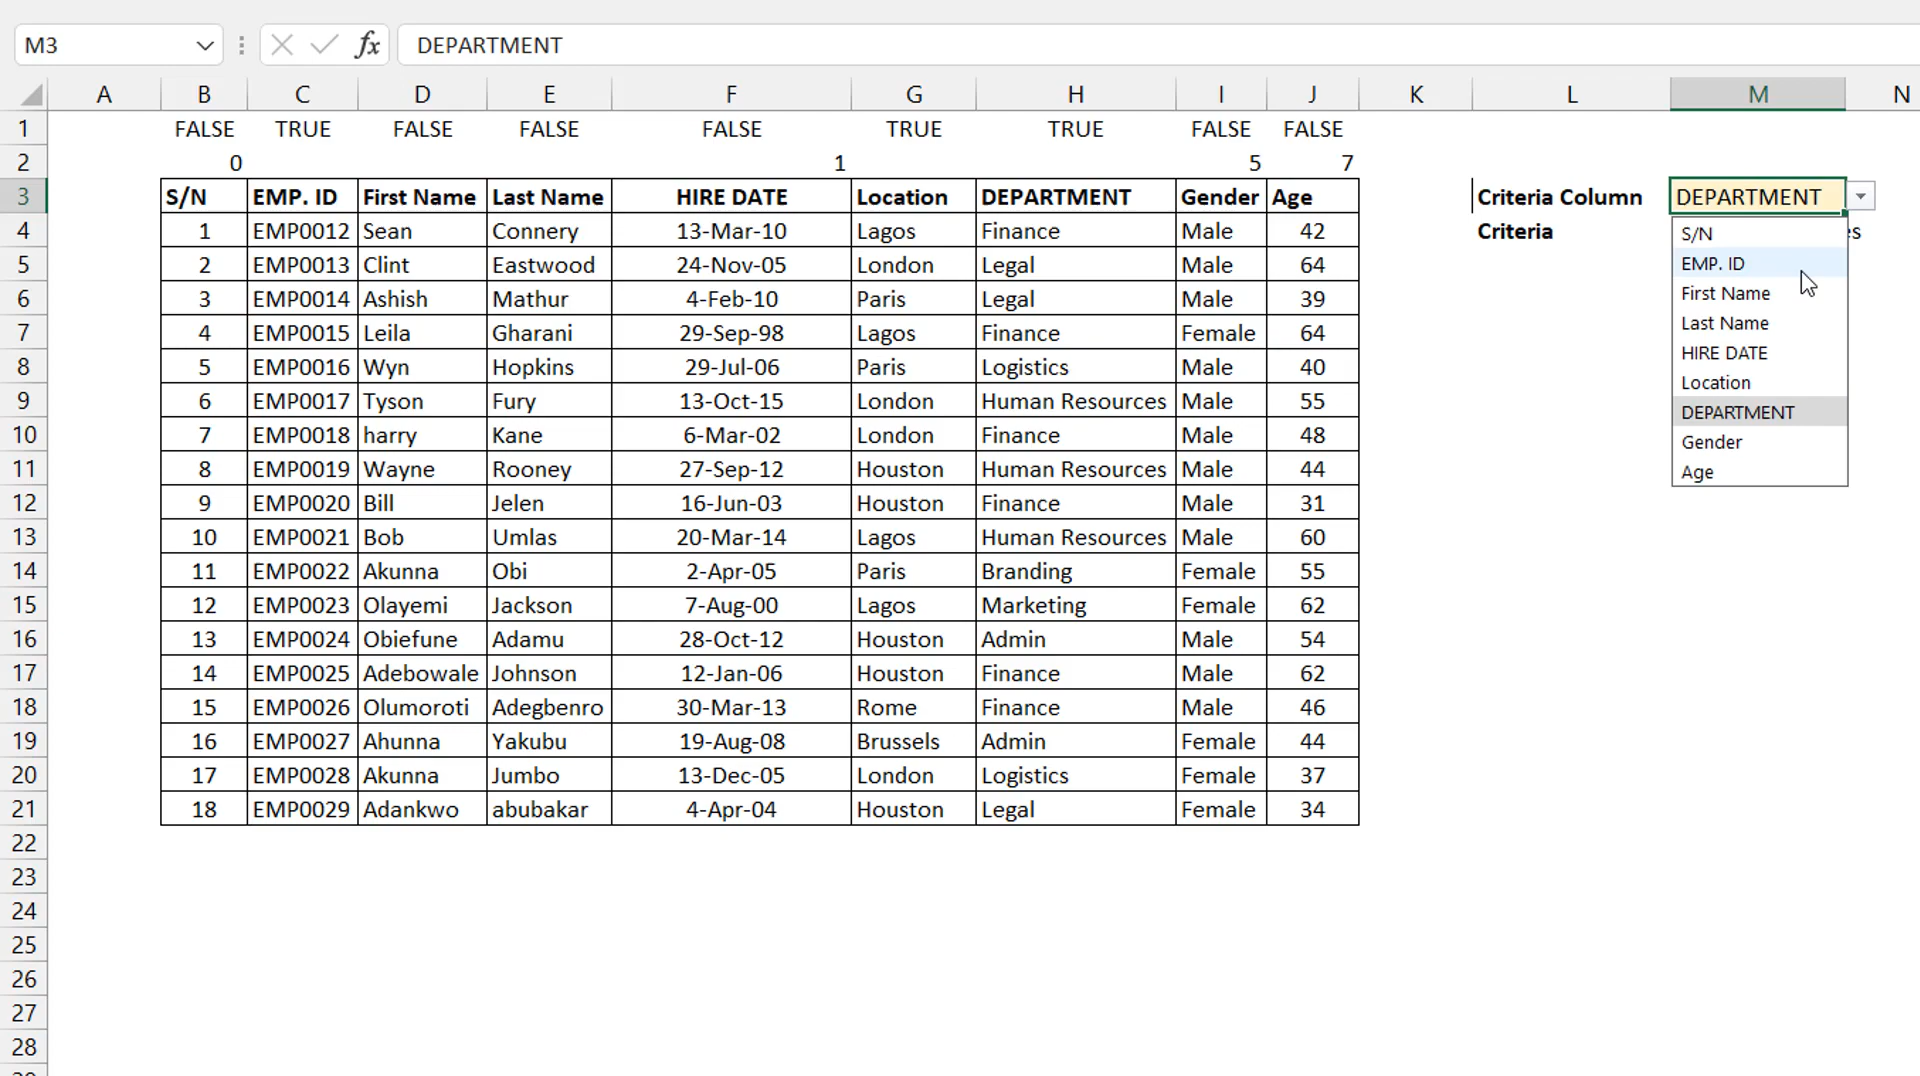 M3 fx DEPARTMENT
A B C D E F G H I J K L M N
1 FALSE TRUE FALSE FALSE FALSE TRUE TRUE FALSE FALSE
2 0 1 5 7
3 S/N EMP. ID First Name Last Name HIRE DATE Location DEPARTMENT Gender Age Criteria Column DEPARTMENT
4 1 EMP0012 Sean Connery 13-Mar-10 Lagos Finance Male 42 Criteria
5 2 EMP0013 Clint Eastwood 24-Nov-05 London Legal Male 64
6 3 EMP0014 Ashish Mathur 4-Feb-10 Paris Legal Male 39
7 4 EMP0015 Leila Gharani 29-Sep-98 Lagos Finance Female 64
8 5 EMP0016 Wyn Hopkins 29-Jul-06 Paris Logistics Male 40
9 6 EMP0017 Tyson Fury 13-Oct-15 London Human Resources Male 55
10 7 EMP0018 harry Kane 6-Mar-02 London Finance Male 48
11 8 EMP0019 Wayne Rooney 27-Sep-12 Houston Human Resources Male 44
12 9 EMP0020 Bill Jelen 16-Jun-03 Houston Finance Male 31
13 10 EMP0021 Bob Umlas 20-Mar-14 Lagos Human Resources Male 60
14 11 EMP0022 Akunna Obi 2-Apr-05 Paris Branding Female 55
15 12 EMP0023 Olayemi Jackson 7-Aug-00 Lagos Marketing Female 62
16 13 EMP0024 Obiefune Adamu 28-Oct-12 Houston Admin Male 54
17 14 EMP0025 Adebowale Johnson 12-Jan-06 Houston Finance Male 62
18 15 EMP0026 Olumoroti Adegbenro 30-Mar-13 Rome Finance Male 46
19 16 EMP0027 Ahunna Yakubu 19-Aug-08 Brussels Admin Female 44
20 17 EMP0028 Akunna Jumbo 13-Dec-05 London Logistics Female 37
21 18 EMP0029 Adankwo abubakar 4-Apr-04 Houston Legal Female 34
22
23
24
25
26
27
28
S/N
EMP. ID
First Name
Last Name
HIRE DATE
Location
DEPARTMENT
Gender
Age